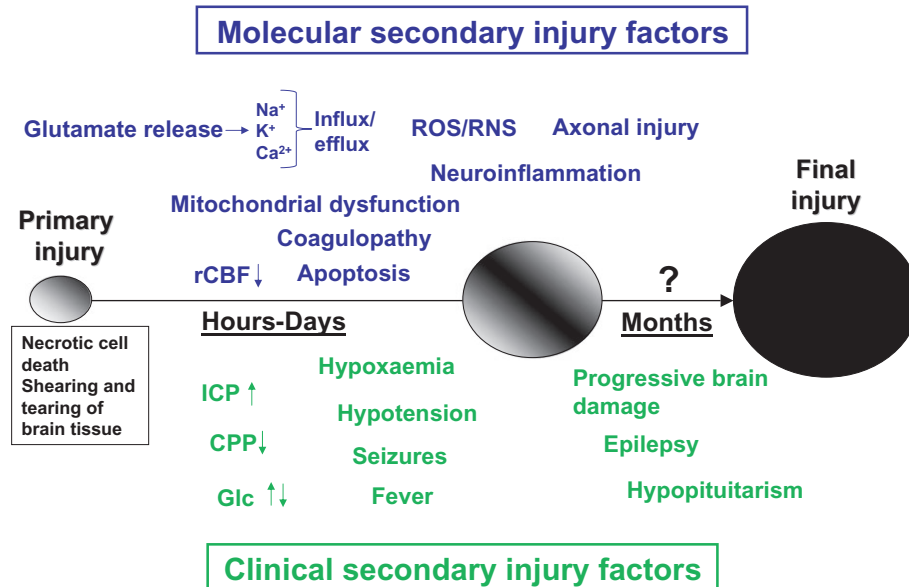 Molecular secondary injury factors
Glutamate release → Na⁺
K⁺
Ca²⁺
Influx/
efflux
ROS/RNS
Axonal injury
Neuroinflammation
Mitochondrial dysfunction
Coagulopathy
rCBF ↓
Apoptosis
Primary
injury
Final
injury
Hours-Days
?
Months
Necrotic cell
death
Shearing and
tearing of
brain tissue
ICP ↑
CPP ↓
Glc ↑↓
Hypoxaemia
Hypotension
Seizures
Fever
Progressive brain
damage
Epilepsy
Hypopituitarism
Clinical secondary injury factors